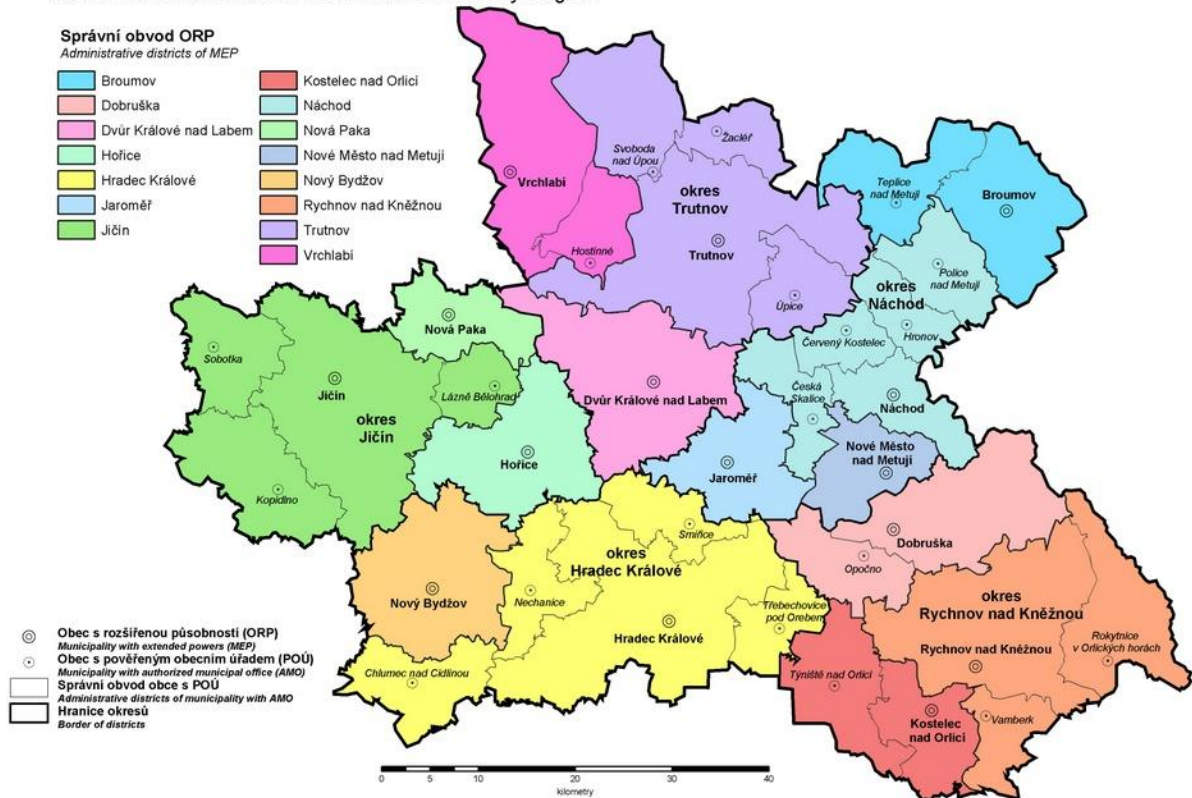 Správní obvod ORP
Administrative districts of MEP
Broumov
Dobruška
Dvůr Králové nad Labem
Hořice
Hradec Králové
Jaroměř
Jičín
Kostelec nad Orlicí
Náchod
Nová Paka
Nové Město nad Metují
Nový Bydžov
Rychnov nad Kněžnou
Trutnov
Vrchlabí
Vrchlabí
Svoboda
nad Úpou
Žacléř
okres
Trutnov
Trutnov
Hostinné
Úpice
Teplice
nad Metují
Broumov
Police
nad Metují
okres
Náchod
Hronov
Červený Kostelec
Česká
Skalice
Náchod
Nová Paka
Sobotka
Jičín
Lázně Bělohrad
okres
Jičín
Dvůr Králové nad Labem
Hořice
Jaroměř
Nové Město
nad Metují
Kopidlno
Smiřice
okres
Hradec Králové
Dobruška
Opočno
Nový Bydžov
Nechanice
Hradec Králové
Třebechovice
pod Orebem
okres
Rychnov nad Kněžnou
Rychnov nad Kněžnou
Rokytnice
v Orlických horách
Chlumec nad Cidlinou
Týniště nad Orlicí
Kostelec
nad Orlicí
Vamberk
Obec s rozšířenou působností (ORP)
Municipality with extended powers (MEP)
Obec s pověřeným obecním úřadem (POÚ)
Municipality with authorized municipal office (AMO)
Správní obvod obce s POÚ
Administrative districts of municipality with AMO
Hranice okresů
Border of districts
0 5 10 20 30 40
kilometry